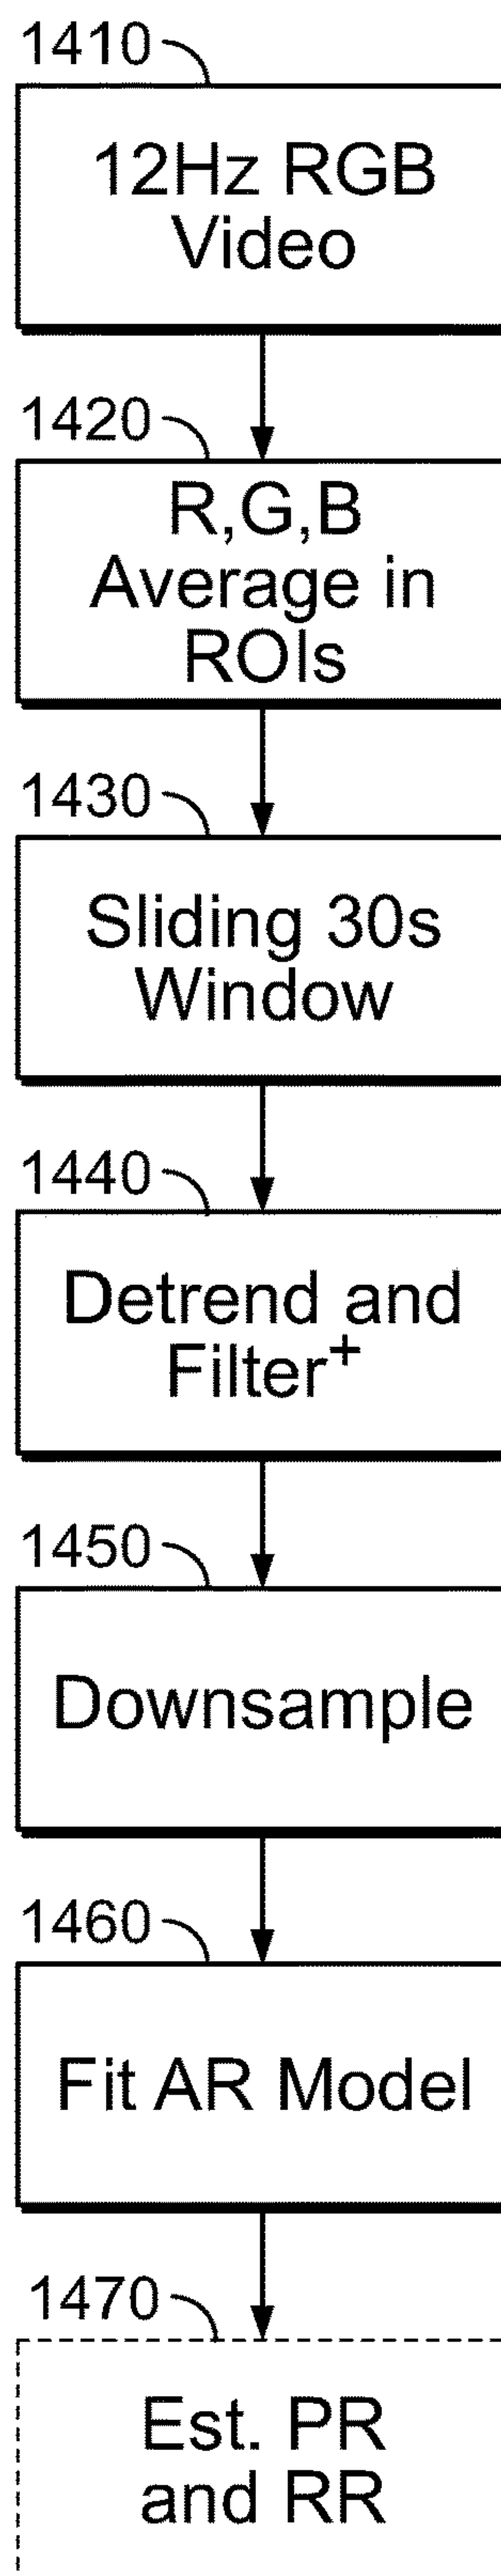 1410
12Hz RGB
Video
1420
R,G,B
Average in
ROIs
1430
Sliding 30s
Window
1440
Detrend and
Filter⁺
1450
Downsample
1460
Fit AR Model
1470
Est. PR
and RR